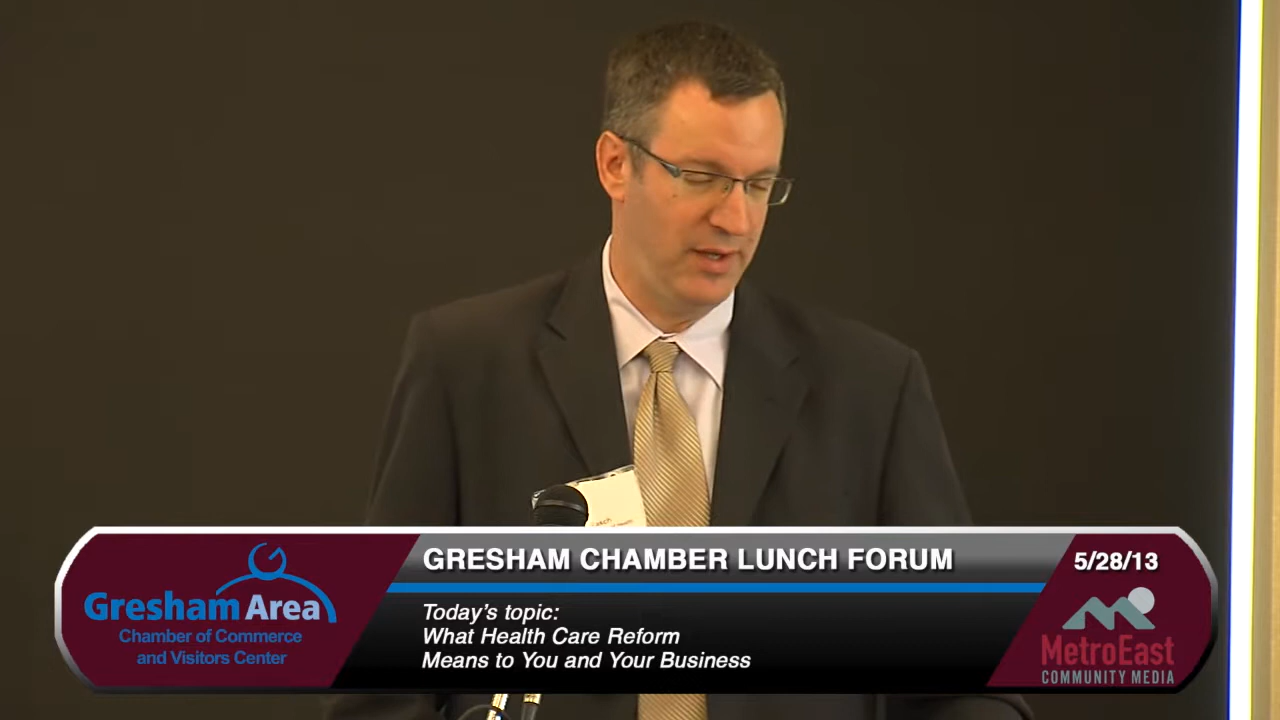 GRESHAM CHAMBER LUNCH FORUM
5/28/13
Gresham Area
Chamber of Commerce
and Visitors Center
Today's topic:
What Health Care Reform
Means to You and Your Business
MetroEast
COMMUNITY MEDIA